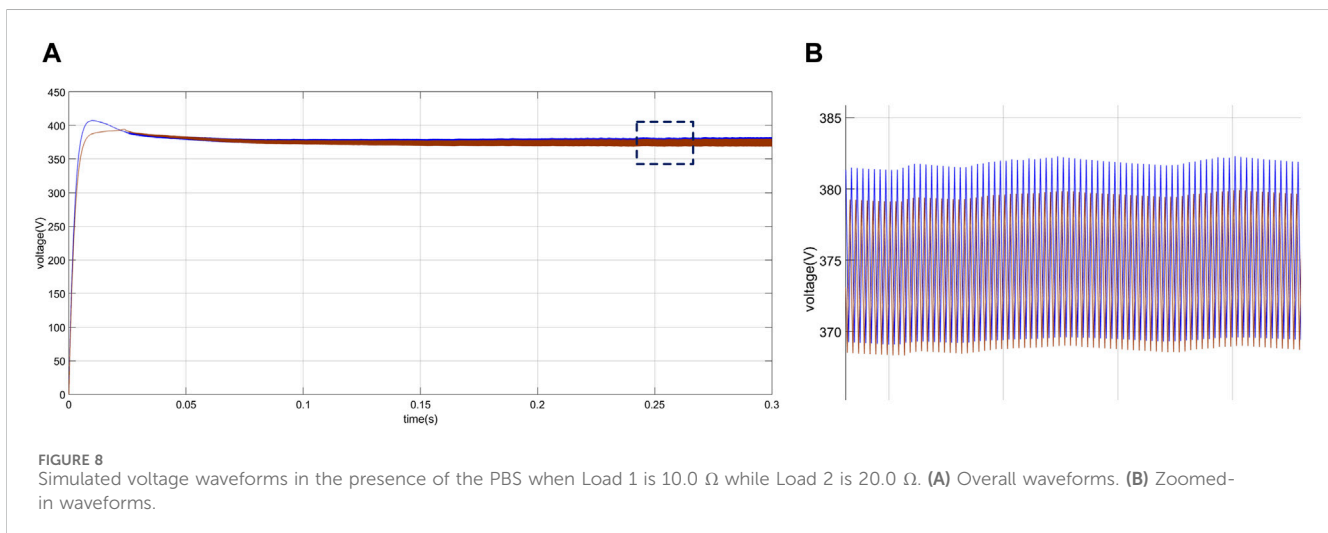 A
B
450
400
350
300
250
200
150
100
50
0
voltage(V)
0
0.05
0.1
0.15
0.2
0.25
0.3
time(s)
385
380
375
370
voltage(V)
FIGURE 8
Simulated voltage waveforms in the presence of the PBS when Load 1 is 10.0 Ω while Load 2 is 20.0 Ω. (A) Overall waveforms. (B) Zoomed-
in waveforms.